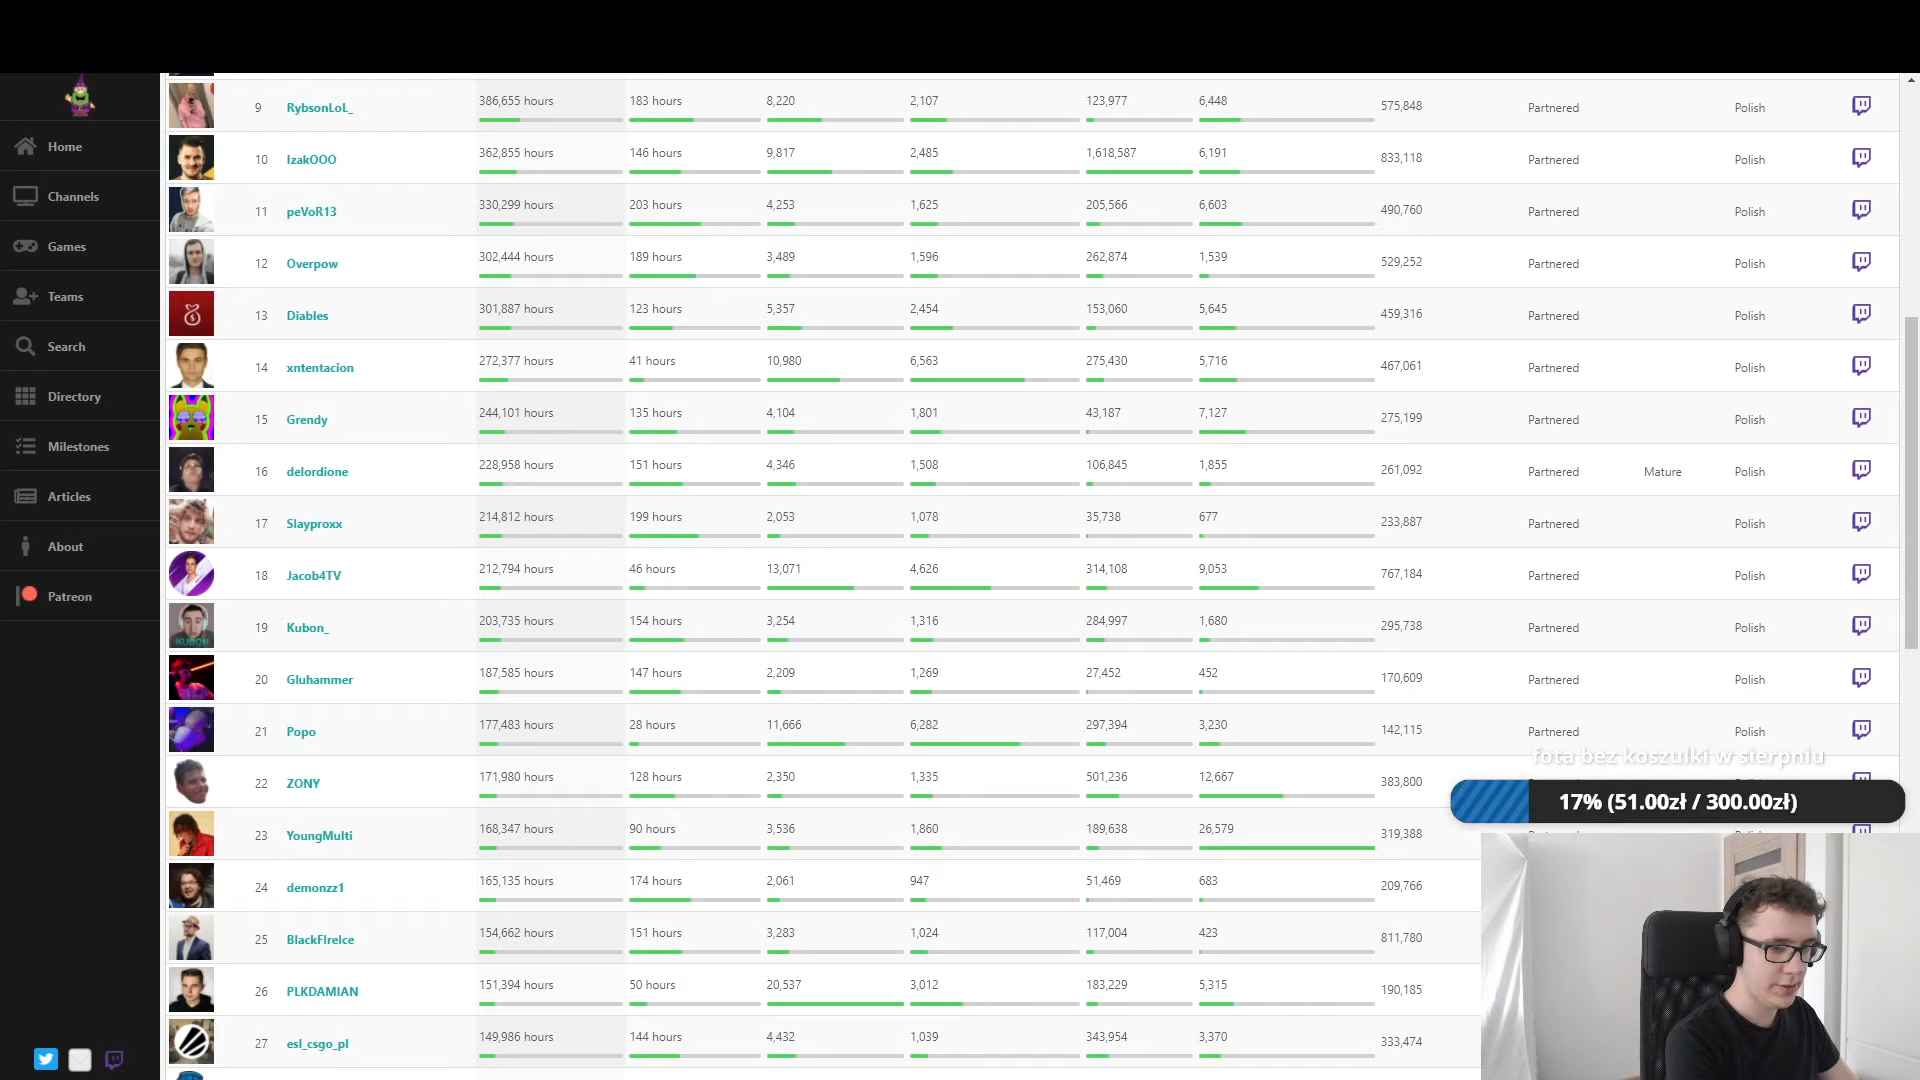 9 RybsonLoL_ 386,655 hours 183 hours 8,220 2,107 123,977 6,448 575,848 Partnered Polish
Home
10 IzakOOO 362,855 hours 146 hours 9,817 2,485 1,618,587 6,191 833,118 Partnered Polish
Channels
11 peVoR13 330,299 hours 203 hours 4,253 1,625 205,566 6,603 490,760 Partnered Polish
Games
12 Overpow 302,444 hours 189 hours 3,489 1,596 262,874 1,539 529,252 Partnered Polish
Teams
13 Diables 301,887 hours 123 hours 5,357 2,454 153,060 5,645 459,316 Partnered Polish
Search
14 xntentacion 272,377 hours 41 hours 10,980 6,563 275,430 5,716 467,061 Partnered Polish
Directory
15 Grendy 244,101 hours 135 hours 4,104 1,801 43,187 7,127 275,199 Partnered Polish
Milestones
16 delordione 228,958 hours 151 hours 4,346 1,508 106,845 1,855 261,092 Partnered Mature Polish
Articles
17 Slayproxx 214,812 hours 199 hours 2,053 1,078 35,738 677 233,887 Partnered Polish
About
18 Jacob4TV 212,794 hours 46 hours 13,071 4,626 314,108 9,053 767,184 Partnered Polish
Patreon
19 Kubon_ 203,735 hours 154 hours 3,254 1,316 284,997 1,680 295,738 Partnered Polish
KUBON
20 Gluhammer 187,585 hours 147 hours 2,209 1,269 27,452 452 170,609 Partnered Polish
21 Popo 177,483 hours 28 hours 11,666 6,282 297,394 3,230 142,115 Partnered Polish
fota bez koszulki w sierpniu
22 ZONY 171,980 hours 128 hours 2,350 1,335 501,236 12,667 383,800
17% (51.00zł / 300.00zł)
23 YoungMulti 168,347 hours 90 hours 3,536 1,860 189,638 26,579 319,388
24 demonzz1 165,135 hours 174 hours 2,061 947 51,469 683 209,766
25 BlackFIreIce 154,662 hours 151 hours 3,283 1,024 117,004 423 811,780
26 PLKDAMIAN 151,394 hours 50 hours 20,537 3,012 183,229 5,315 190,185
27 esl_csgo_pl 149,986 hours 144 hours 4,432 1,039 343,954 3,370 333,474